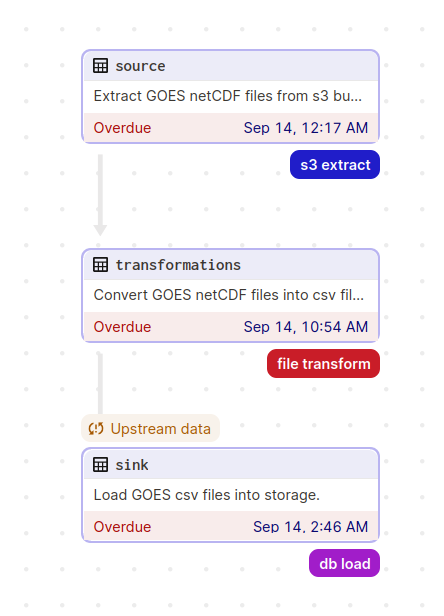 source
Extract GOES netCDF files from s3 bu...
Overdue Sep 14, 12:17 AM
s3 extract
transformations
Convert GOES netCDF files into csv fil...
Overdue Sep 14, 10:54 AM
file transform
Upstream data
sink
Load GOES csv files into storage.
Overdue Sep 14, 2:46 AM
db load